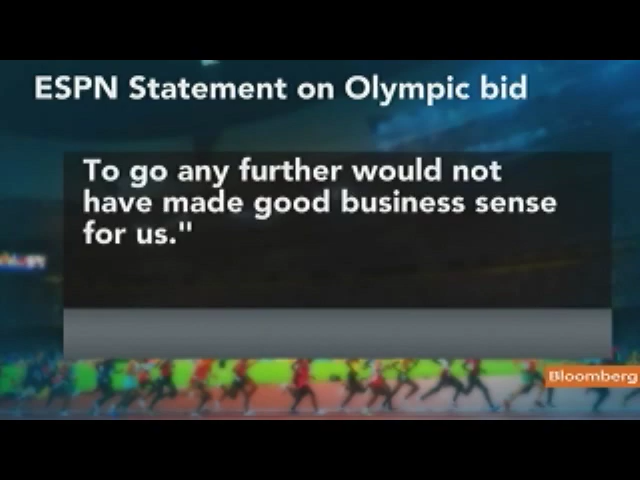 ESPN Statement on Olympic bid
To go any further would not
have made good business sense
for us."
Bloomberg